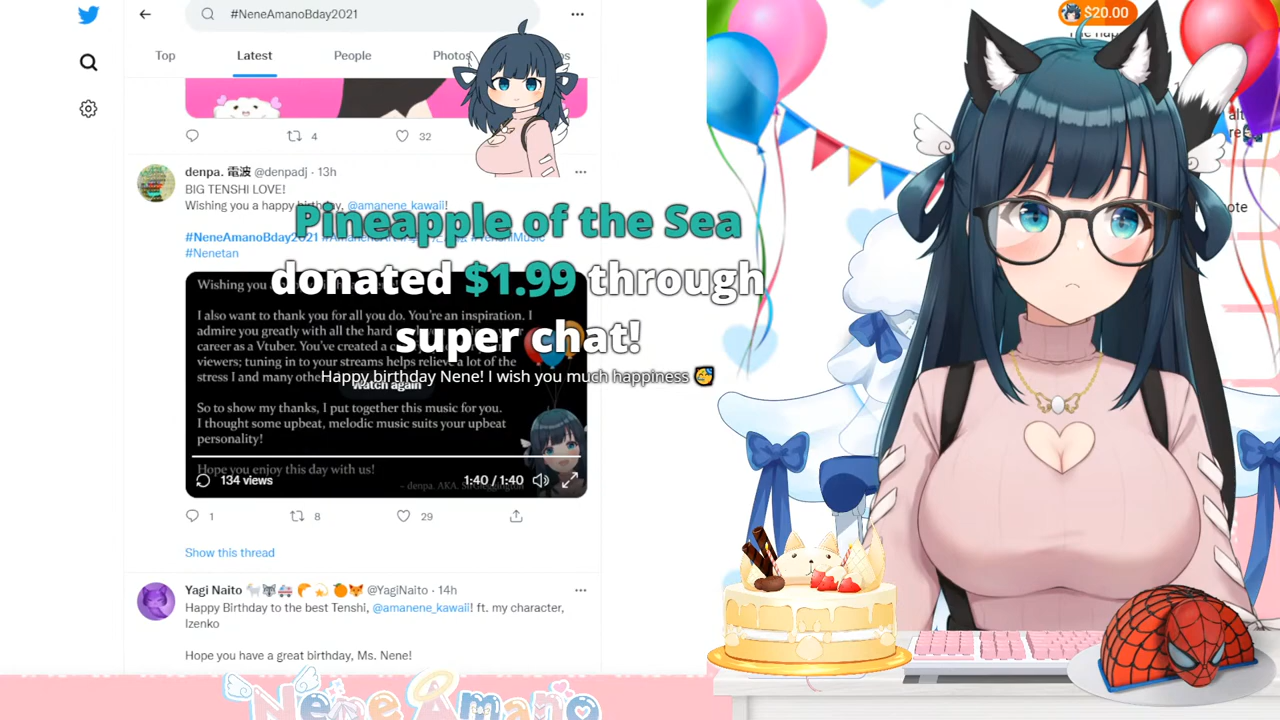 #NeneAmanoBday2021
Top
Latest
People
4
32
denpa. 電波 @denpadj · 13h
BIG TENSHI LOVE!
Wishing you a happy birthday, @amanene_kawaii!
#NeneAmanoBday2021
#Nenetan
Pineapple of the Sea
donated $1.99 through
super chat!
Happy birthday Nene! I wish you much happiness
Wishing you
I also want to thank you for all you do. You're an inspiration. I
admire you greatly with all the hard
career as a Vtuber. You've created a
viewers; tuning in to your streams helps relieve a lot of the
stress I and many
Watch again
So to show my thanks, I put together this music for you.
I thought some upbeat, melodic music suits your upbeat
personality!
Hope you enjoy this day with us!
– denpa. AKA.
134 views
1:40 / 1:40
1
8
29
Show this thread
Yagi Naito @YagiNaito · 14h
Happy Birthday to the best Tenshi, @amanene_kawaii! ft. my character,
Izenko
Hope you have a great birthday, Ms. Nene!
Nene Amano
$20.00